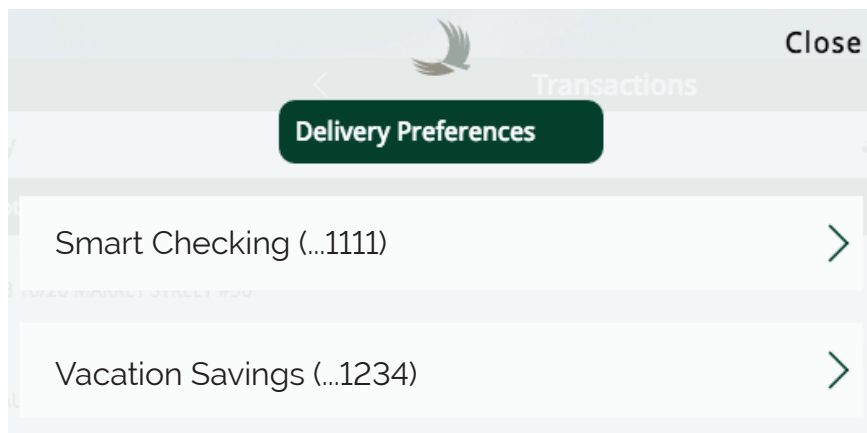 Close
Transactions
Delivery Preferences
Smart Checking (...1111)
Vacation Savings (...1234)